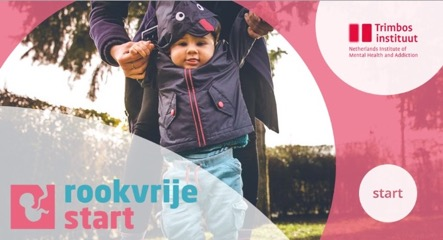 Trimbos
instituut
Netherlands Institute of
Mental Health and Addiction
rookvrije
start
start